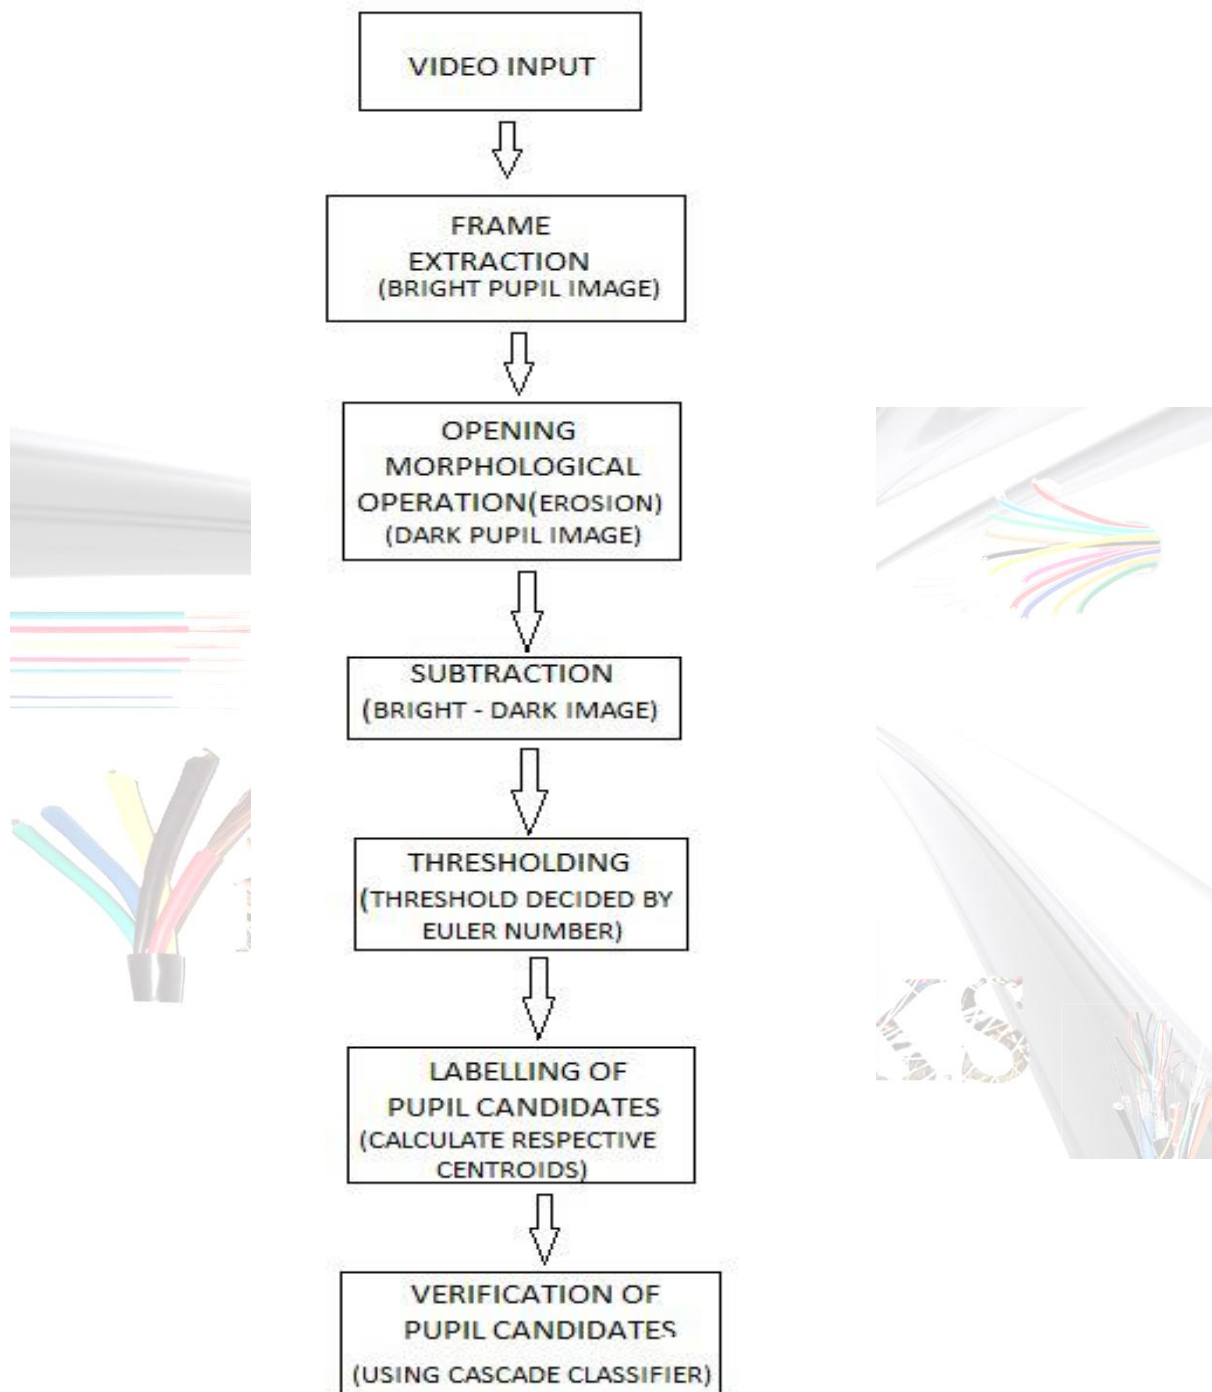 VIDEO INPUT
FRAME
EXTRACTION
(BRIGHT PUPIL IMAGE)
OPENING
MORPHOLOGICAL
OPERATION(EROSION)
(DARK PUPIL IMAGE)
SUBTRACTION
(BRIGHT - DARK IMAGE)
THRESHOLDING
(THRESHOLD DECIDED BY
EULER NUMBER)
LABELLING OF
PUPIL CANDIDATES
(CALCULATE RESPECTIVE
CENTROIDS)
VERIFICATION OF
PUPIL CANDIDATES
(USING CASCADE CLASSIFIER)
KS